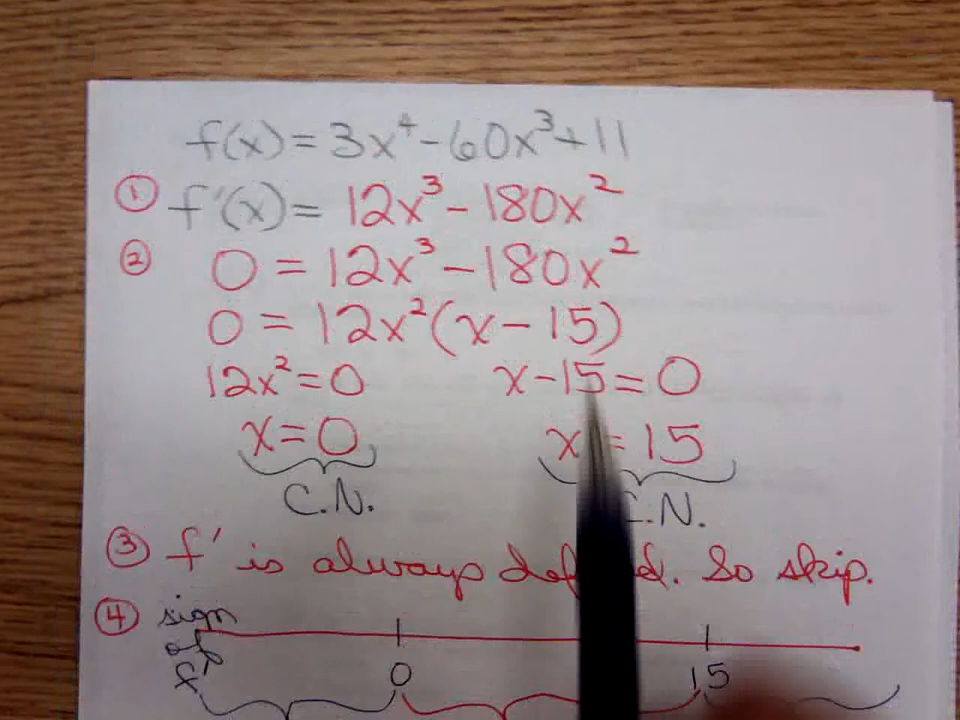 f(x) = 3x⁴ - 60x³ + 11
① f'(x) = 12x³ - 180x²
② 0 = 12x³ - 180x²
0 = 12x²(x - 15)
12x² = 0 x - 15 = 0
x = 0 x = 15
C.N. C.N.
③ f' is always So skip.
④ sign
of
f'
0 15